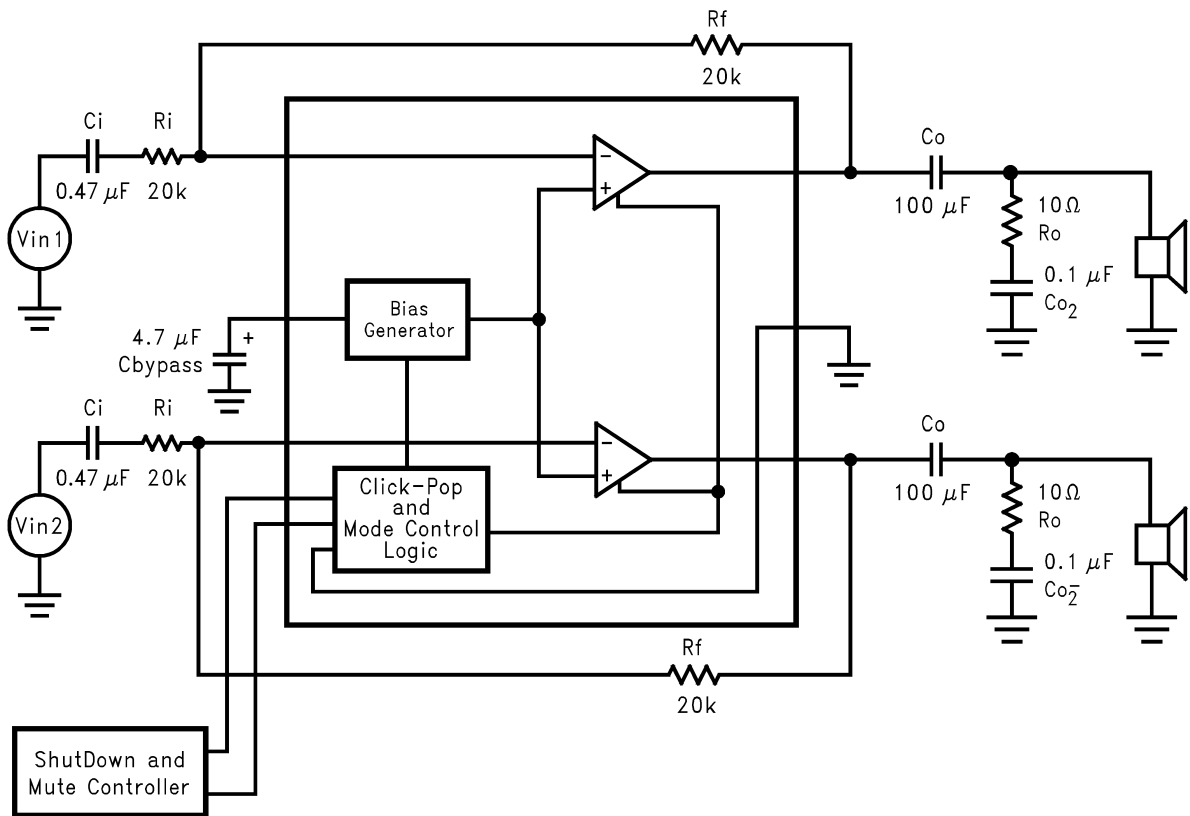 Rf
20k
Ci
Ri
0.47 μF
20k
Vin1
Co
100 μF
10Ω
Ro
0.1 μF
Co2
Bias
Generator
4.7 μF
+
Cbypass
-
+
Ci
Ri
0.47 μF
20k
Vin2
Click-Pop
and
Mode Control
Logic
-
+
Co
100 μF
10Ω
Ro
0.1 μF
Co2
Rf
20k
ShutDown and
Mute Controller